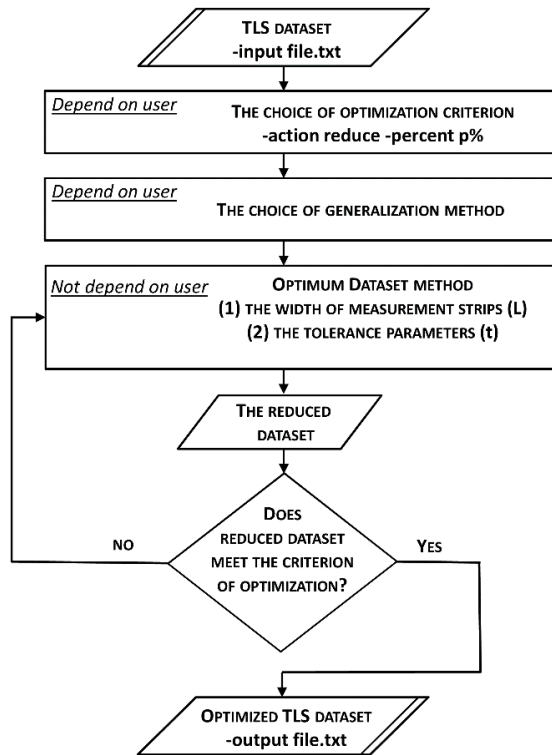 TLS DATASET
-input file.txt
Depend on user
THE CHOICE OF OPTIMIZATION CRITERION
-action reduce -percent p%
Depend on user
THE CHOICE OF GENERALIZATION METHOD
Not depend on user
OPTIMUM DATASET METHOD
(1) THE WIDTH OF MEASUREMENT STRIPS (L)
(2) THE TOLERANCE PARAMETERS (t)
THE REDUCED
DATASET
DOES
REDUCED DATASET
MEET THE CRITERION
OF OPTIMIZATION?
NO
YES
OPTIMIZED TLS DATASET
-output file.txt